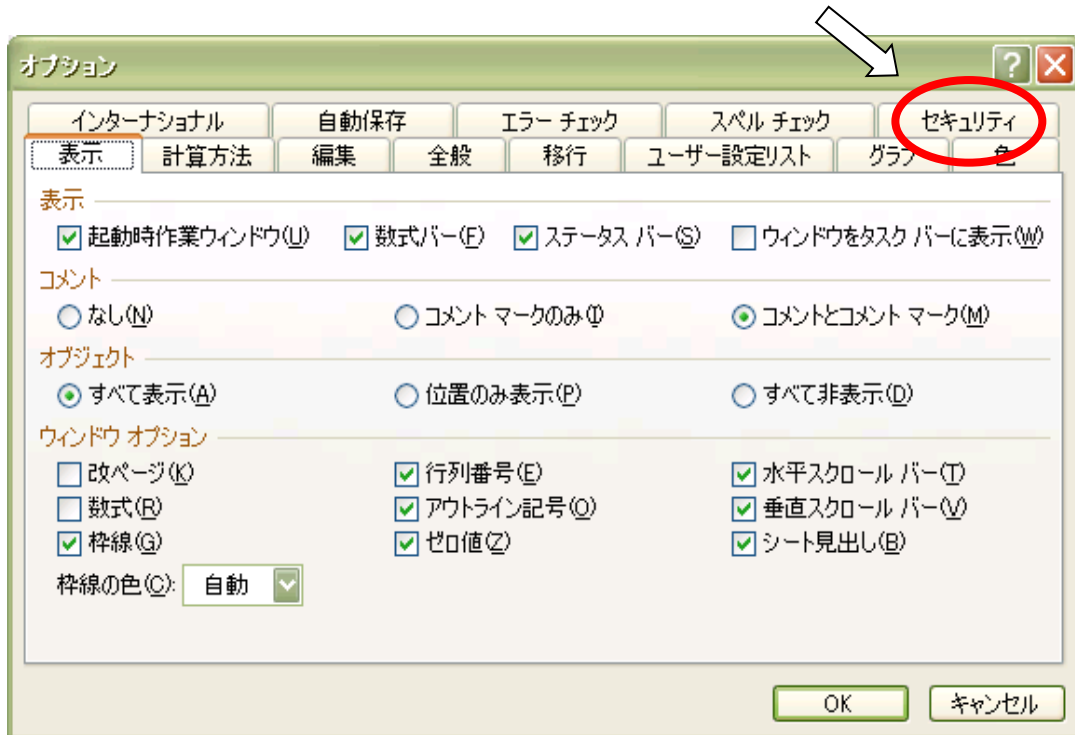 オプション
インターナショナル 自動保存 エラー チェック スペル チェック セキュリティ
表示 計算方法 編集 全般 移行 ユーザー設定リスト グラフ 色
表示
起動時作業ウィンドウ(U) 数式バー(F) ステータス バー(S) ウィンドウをタスク バーに表示(W)
コメント
なし(N) コメント マークのみ(I) コメントとコメント マーク(M)
オブジェクト
すべて表示(A) 位置のみ表示(P) すべて非表示(D)
ウィンドウ オプション
改ページ(K) 行列番号(E) 水平スクロール バー(T)
数式(R) アウトライン記号(O) 垂直スクロール バー(V)
枠線(G) ゼロ値(Z) シート見出し(B)
枠線の色(C): 自動
OK キャンセル